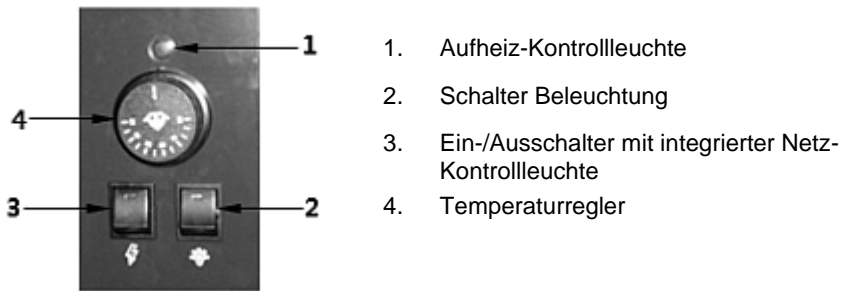 1
4
3
2
1. Aufheiz-Kontrollleuchte
2. Schalter Beleuchtung
3. Ein-/Ausschalter mit integrierter Netz-
Kontrollleuchte
4. Temperaturregler